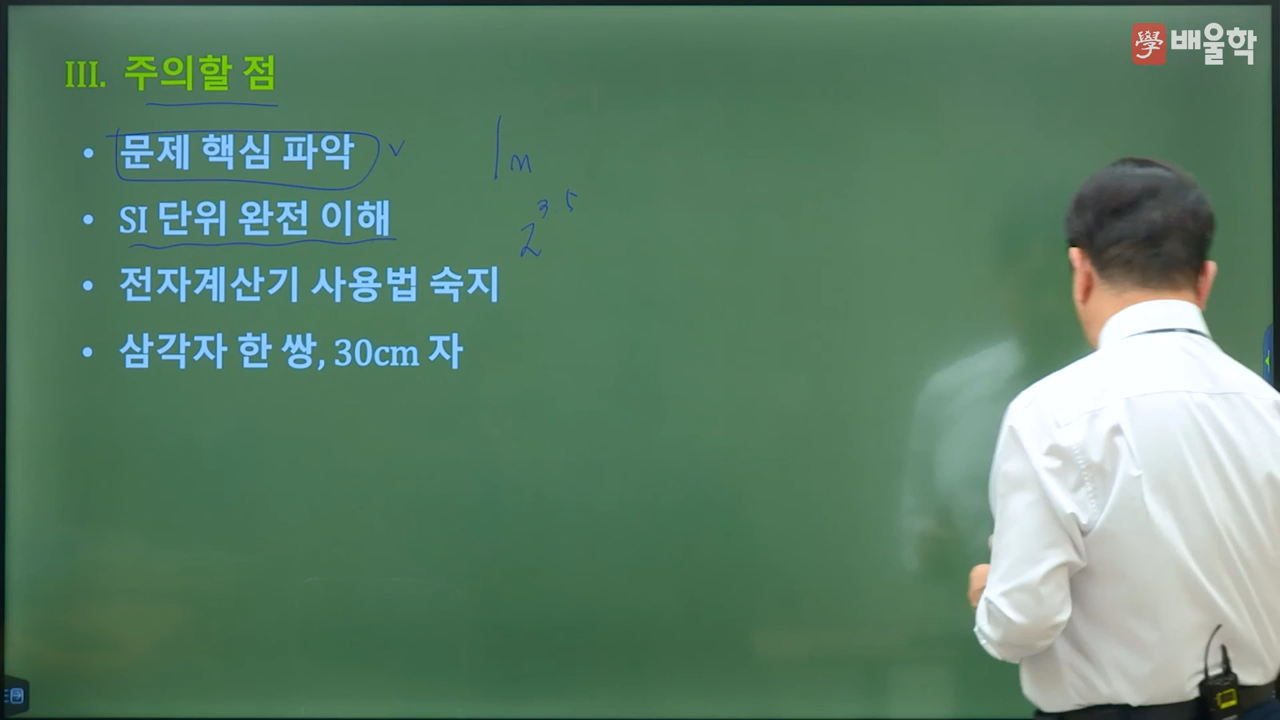 學 배울학
III. 주의할 점
• 문제 핵심 파악 v
1m
• SI 단위 완전 이해
• 전자계산기 사용법 숙지
• 삼각자 한 쌍, 30cm 자